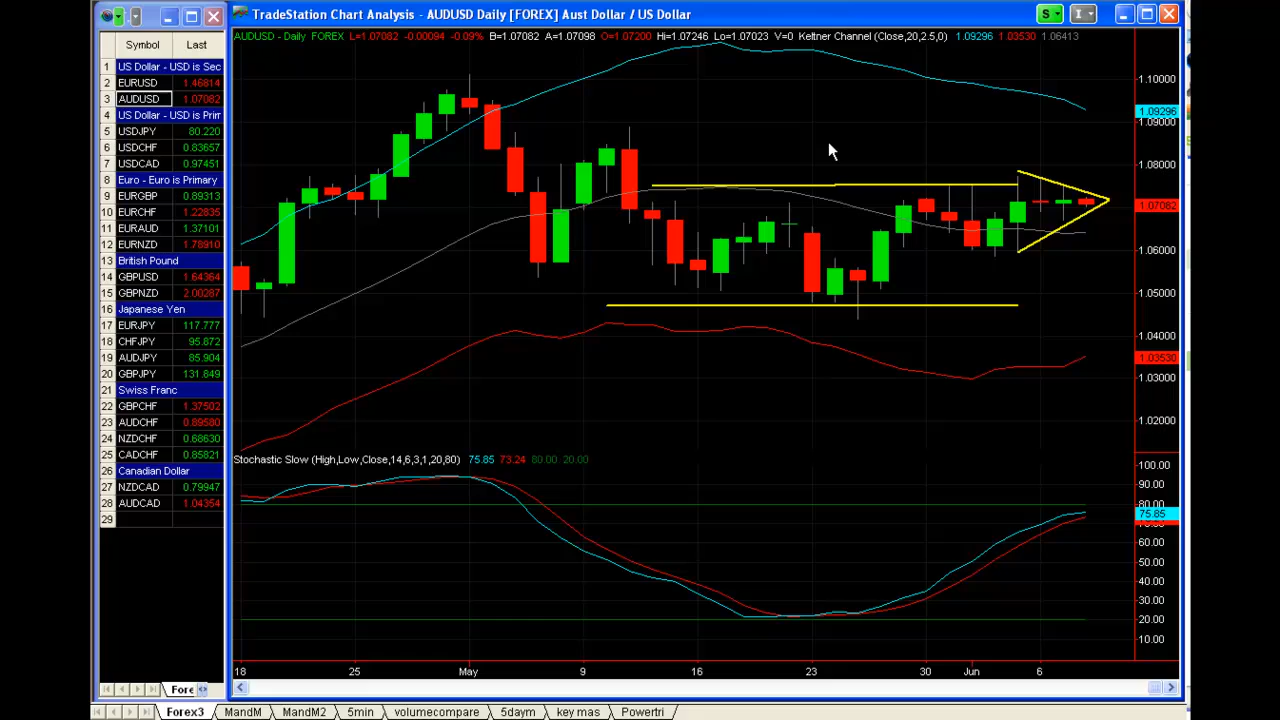 TradeStation Chart Analysis - AUDUSD Daily [FOREX] Aust Dollar / US Dollar
S
I
AUDUSD - Daily FOREX L=1.07082 -0.00094 -0.09% B=1.07082 A=1.07098 O=1.07200 Hi=1.07246 Lo=1.07023 V=0 Keltner Channel (Close,20,2.5,0) 1.09296 1.03530 1.06413
Symbol Last
1 US Dollar - USD is Sec
2 EURUSD 1.46814
3 AUDUSD 1.07082
4 US Dollar - USD is Prim
5 USDJPY 80.220
6 USDCHF 0.83657
7 USDCAD 0.97451
8 Euro - Euro is Primary
9 EURGBP 0.89313
10 EURCHF 1.22835
11 EURAUD 1.37101
12 EURNZD 1.78910
13 British Pound
14 GBPUSD 1.64364
15 GBPNZD 2.00287
16 Japanese Yen
17 EURJPY 117.777
18 CHFJPY 95.872
19 AUDJPY 85.904
20 GBPJPY 131.849
21 Swiss Franc
22 GBPCHF 1.37502
23 AUDCHF 0.89580
24 NZDCHF 0.68630
25 CADCHF 0.85821
26 Canadian Dollar
27 NZDCAD 0.79947
28 AUDCAD 1.04354
29
1.10000
1.09296
1.09000
1.08000
1.07082
1.06000
1.05000
1.04000
1.03530
1.03000
1.02000
Stochastic Slow (High,Low,Close,14,6,3,1,20,80) 75.85 73.24 80.00 20.00
100.00
90.00
80.00
75.85
60.00
50.00
40.00
30.00
20.00
10.00
18 25 May 9 16 23 30 Jun 6
Fore
Forex3 MandM MandM2 5min volumecompare 5daym key mas Powertri